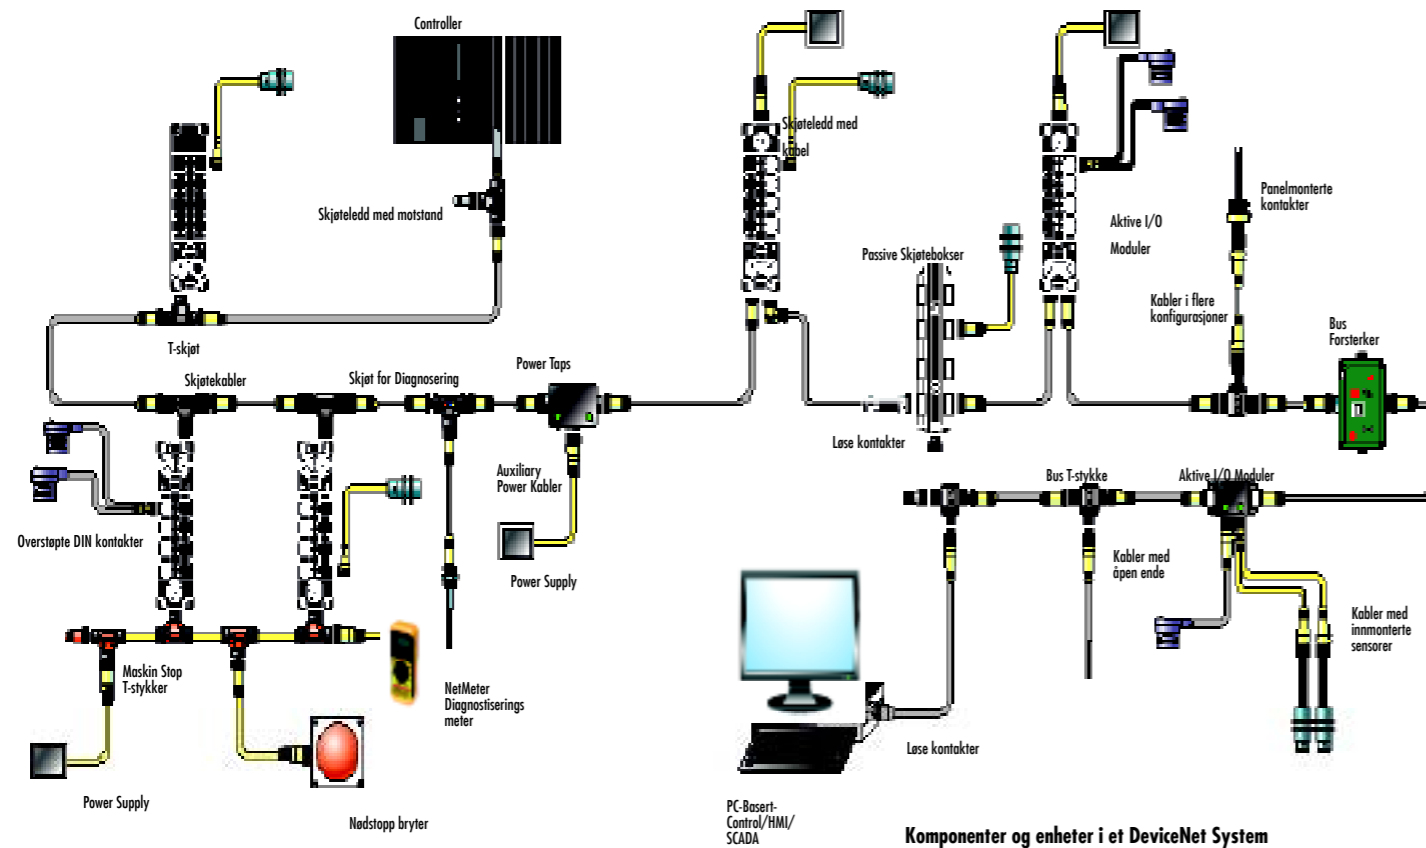 Controller
Skjøteledd med
kabel
Skjøteledd med motstand
Passive Skjøtebokser
Aktive I/O
Moduler
Panelmonterte
kontakter
Kabler i flere
konfigurasjoner
Bus
Forsterker
T-skjøt
Skjøtekabler
Skjøt for Diagnosering
Power Taps
Løse kontakter
Auxiliary
Power Kabler
Bus T-stykke
Aktive I/O Moduler
Overstøpte DIN kontakter
Power Supply
Kabler med
åpen ende
Kabler med
innmonterte
sensorer
Maskin Stop
T-stykker
NetMeter
Diagnostiserings
meter
Løse kontakter
Power Supply
Nødstopp bryter
PC-Basert-
Control/HMI/
SCADA
Komponenter og enheter i et DeviceNet System